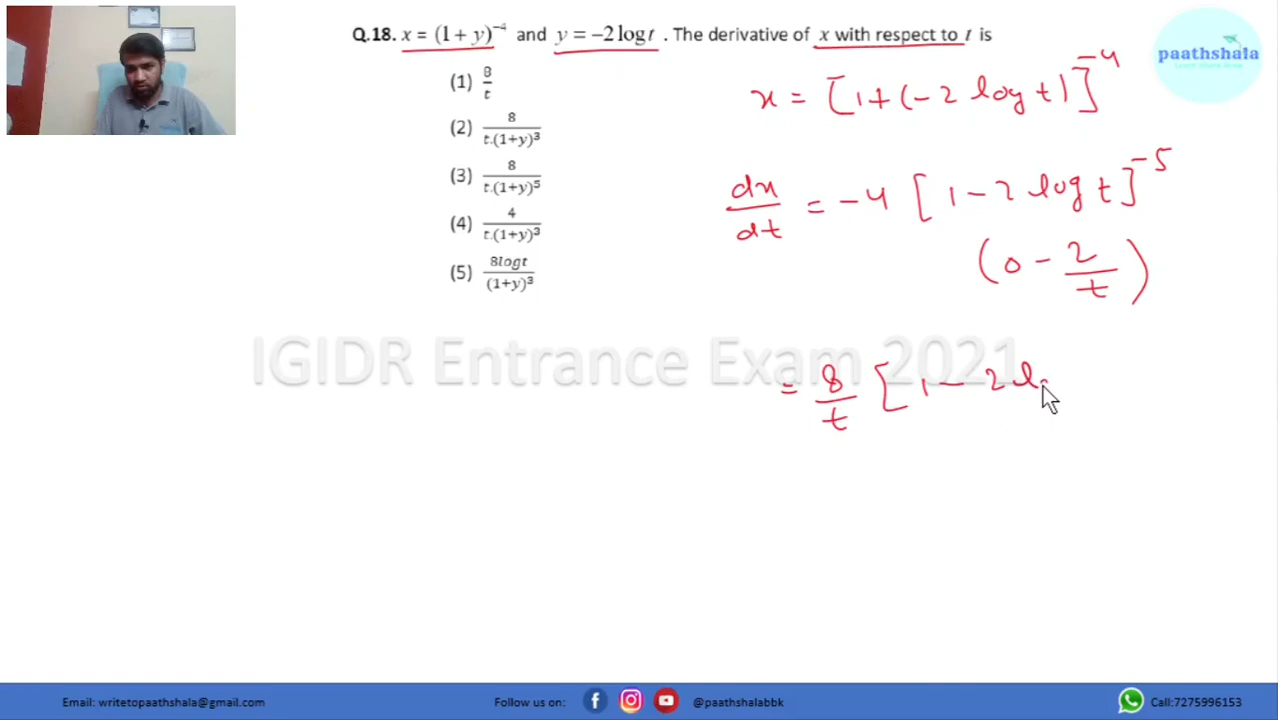 Q.18. x = (1 + y)⁻⁴ and y = −2 log t . The derivative of x with respect to t is
paathshala
(1) 8/t
(2) 8/t.(1+y)³
(3) 8/t.(1+y)⁵
(4) 4/t.(1+y)³
(5) 8logt/(1+y)³
x = [1+(−2 log t)]⁻⁴
dx/dt = −4 [1−2 log t]⁻⁵
(0 − 2/t)
IGIDR Entrance Exam 2021
= 8/t [1 − 2 l
Email: writetopaathshala@gmail.com Follow us on: @paathshalabbk Call:7275996153